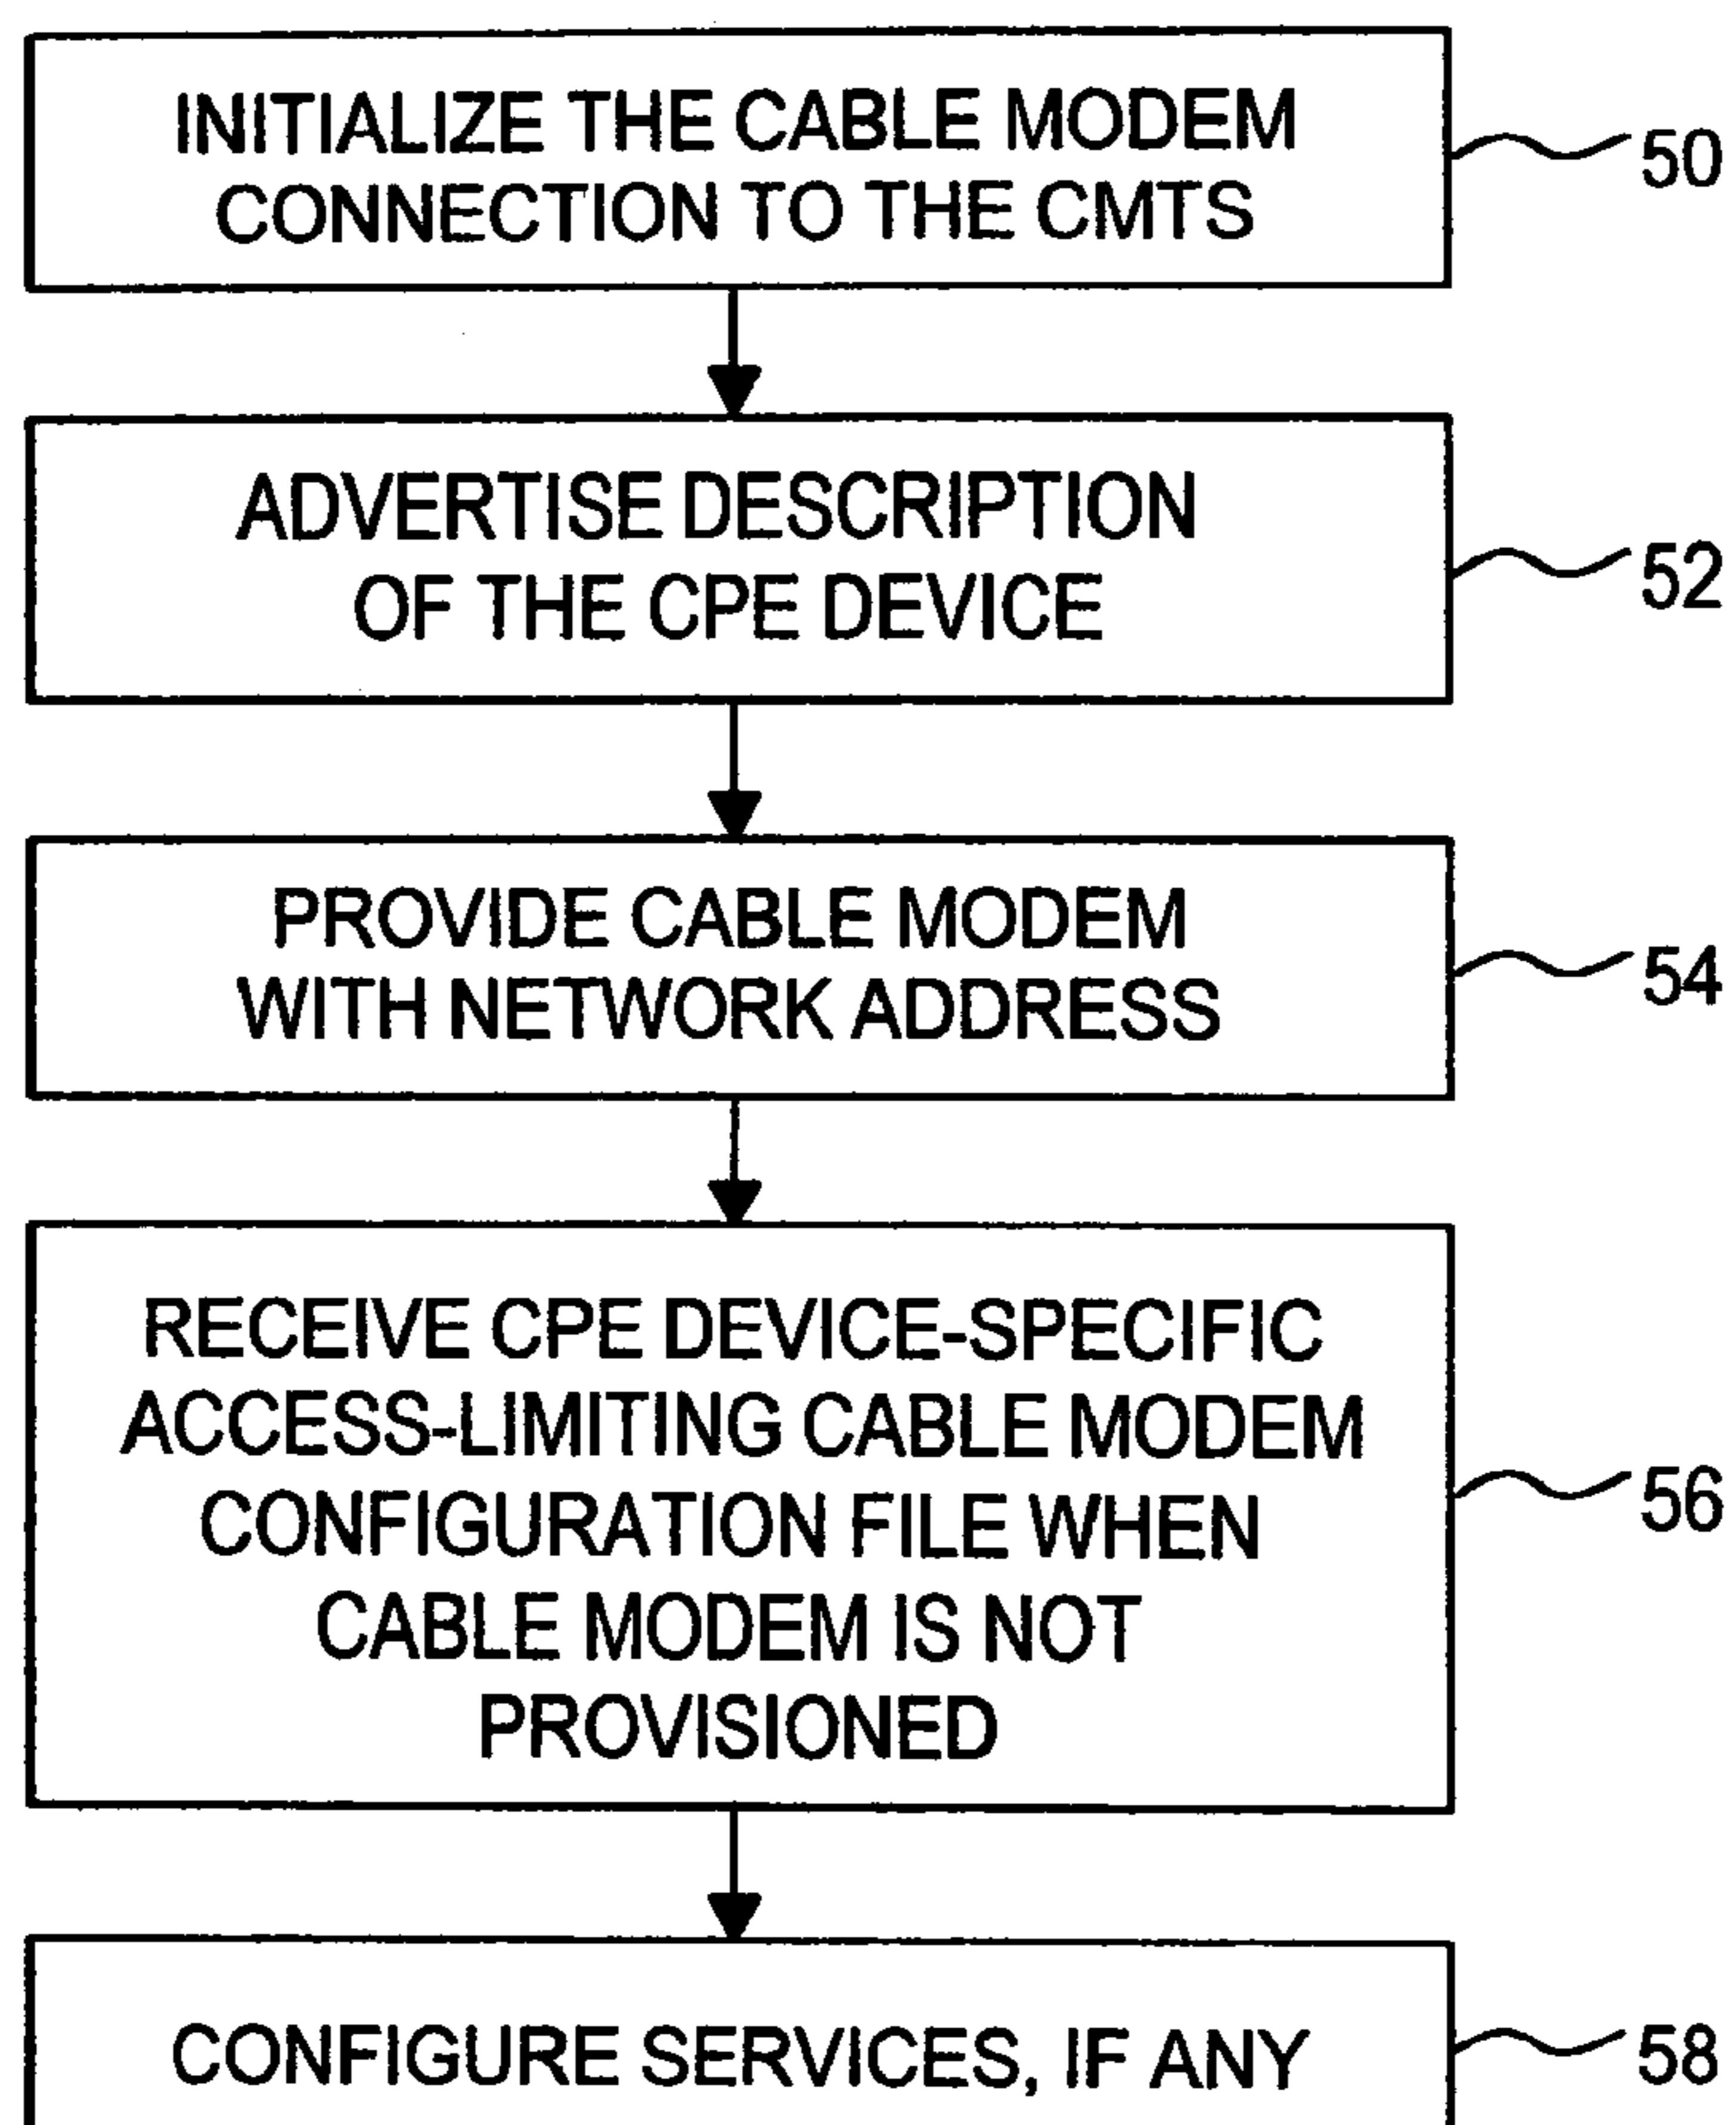 INITIALIZE THE CABLE MODEM
CONNECTION TO THE CMTS
50
ADVERTISE DESCRIPTION
OF THE CPE DEVICE
52
PROVIDE CABLE MODEM
WITH NETWORK ADDRESS
54
RECEIVE CPE DEVICE-SPECIFIC
ACCESS-LIMITING CABLE MODEM
CONFIGURATION FILE WHEN
CABLE MODEM IS NOT
PROVISIONED
56
CONFIGURE SERVICES, IF ANY
58